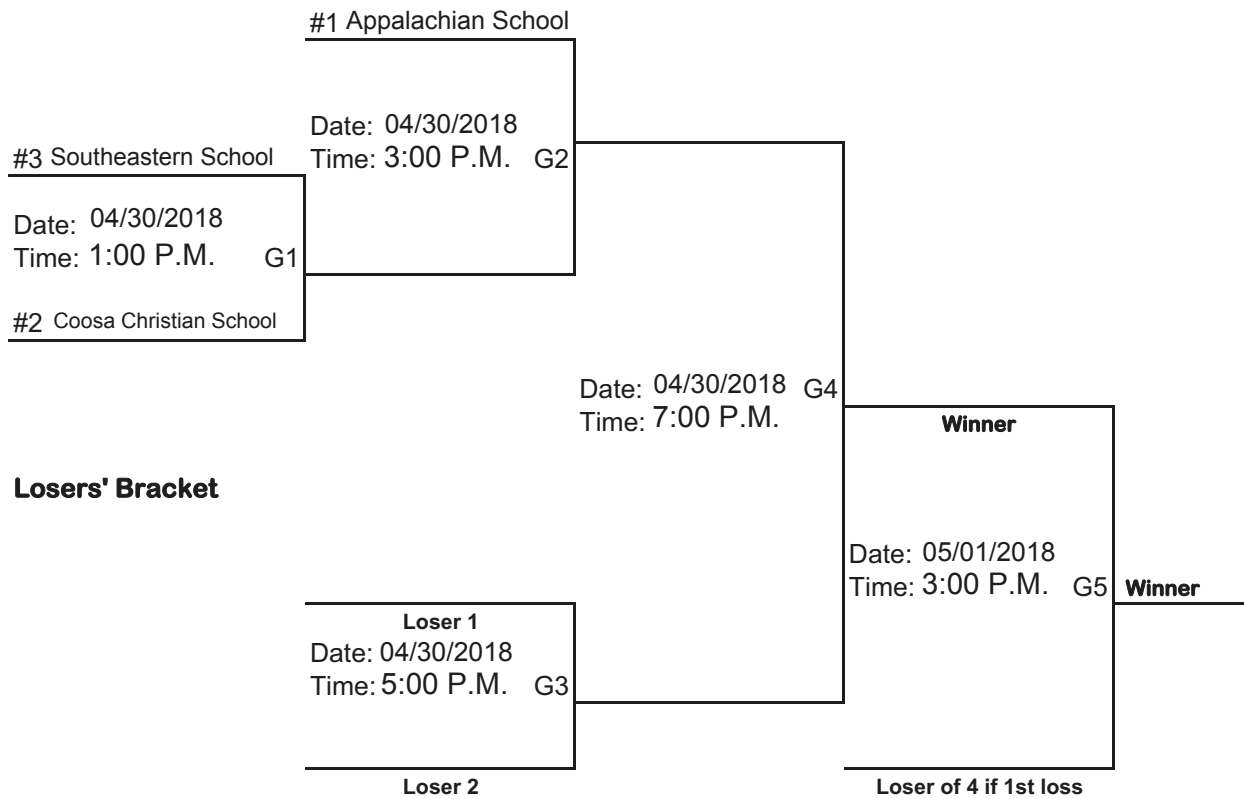 #1 Appalachian School
Date: 04/30/2018
Time: 3:00 P.M. G2
#3 Southeastern School
Date: 04/30/2018
Time: 1:00 P.M. G1
#2 Coosa Christian School
Date: 04/30/2018 G4
Time: 7:00 P.M.
Winner
Losers' Bracket
Date: 05/01/2018
Time: 3:00 P.M. G5 Winner
Loser 1
Date: 04/30/2018
Time: 5:00 P.M. G3
Loser 2
Loser of 4 if 1st loss